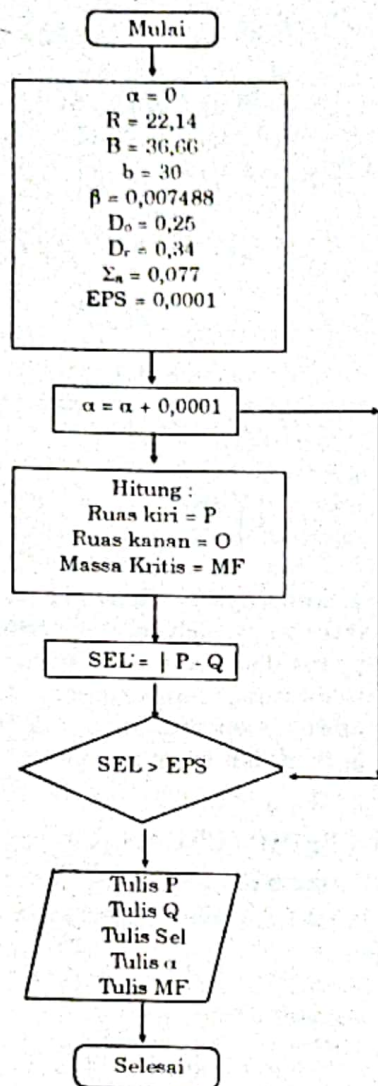 Mulai
α = 0
R = 22,14
B = 36,66
b = 30
β = 0,007488
Dₒ = 0,25
Dᵣ = 0,34
Σₐ = 0,077
EPS = 0,0001
α = α + 0,0001
Hitung :
Ruas kiri = P
Ruas kanan = O
Massa Kritis = MF
SEL = | P - Q
SEL > EPS
Tulis P
Tulis Q
Tulis Sel
Tulis α
Tulis MF
Selesai